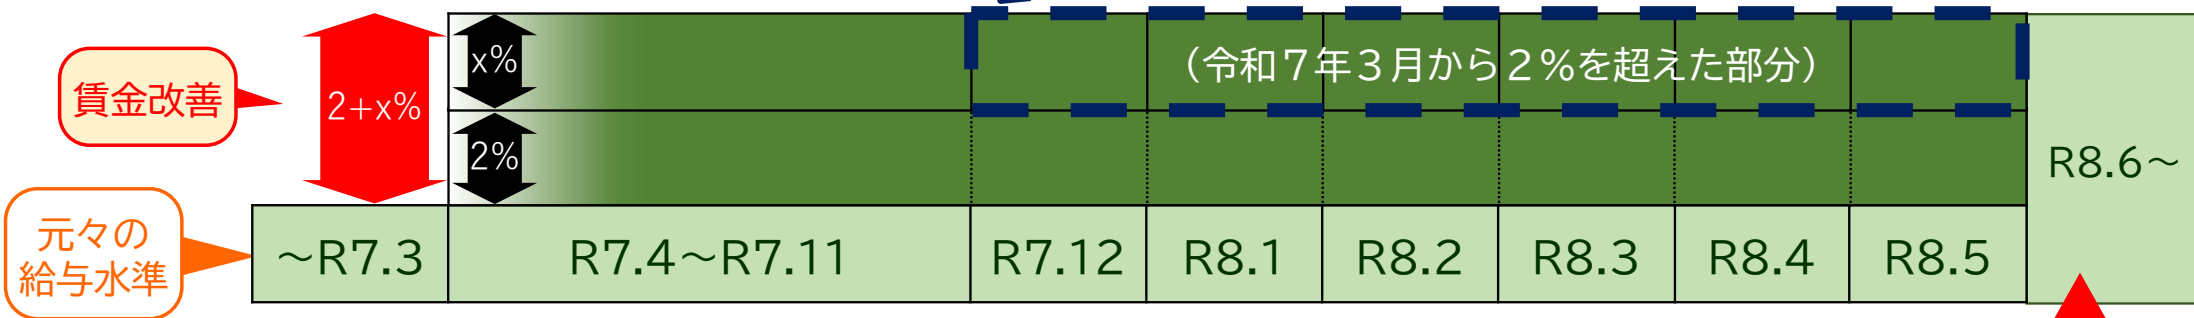 x%
（令和７年３月から２％を超えた部分）
賃金改善
2+x%
2%
R8.6～
元々の
給与水準
～R7.3
R7.4～R7.11
R7.12
R8.1
R8.2
R8.3
R8.4
R8.5